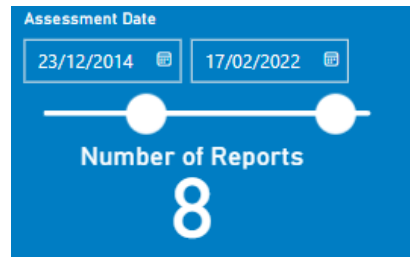 Assessment Date
23/12/2014 17/02/2022
Number of Reports
8